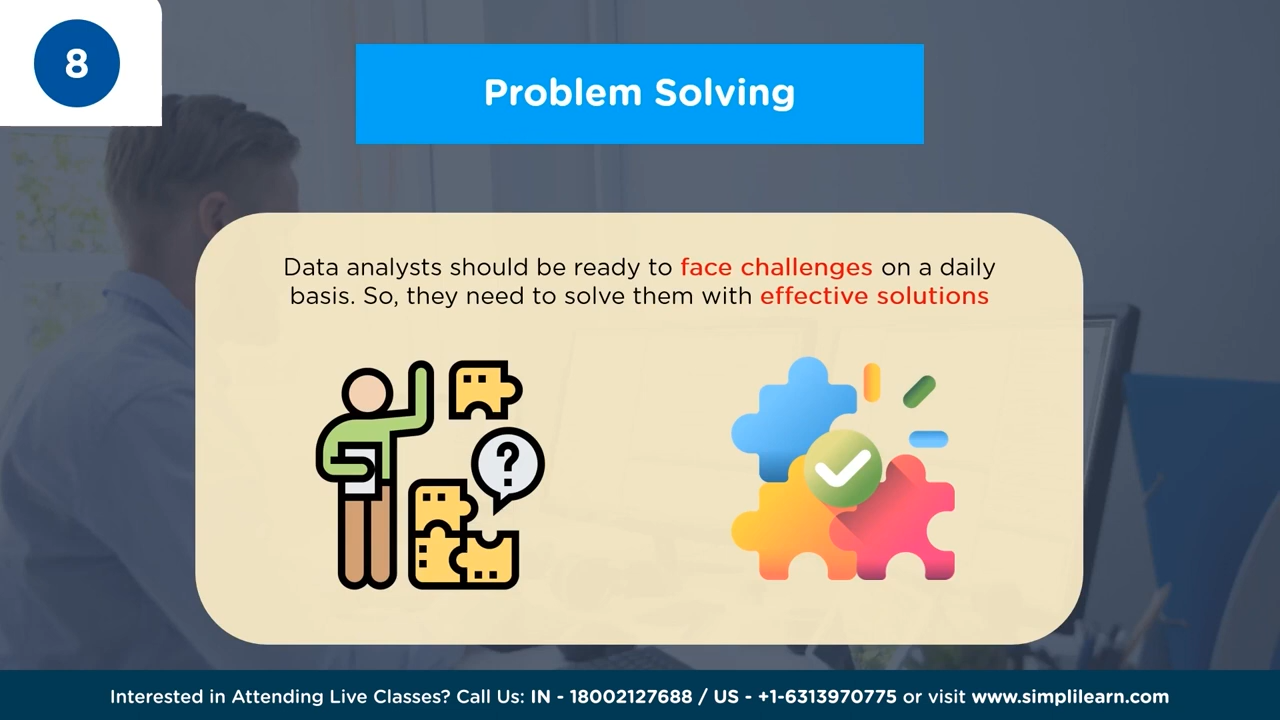 8
Problem Solving
Data analysts should be ready to face challenges on a daily
basis. So, they need to solve them with effective solutions
?
Interested in Attending Live Classes? Call Us: IN - 18002127688 / US - +1-6313970775 or visit www.simplilearn.com